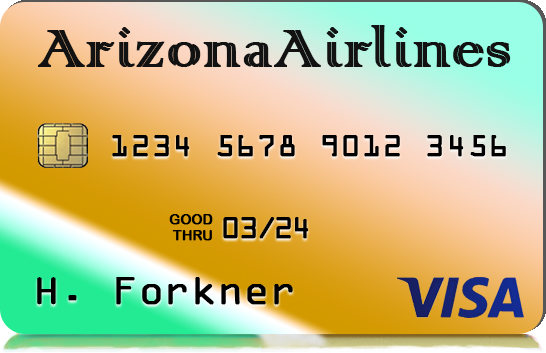 ArizonaAirlines
1234 5678 9012 3456
GOOD THRU 03/24
H. Forkner
VISA